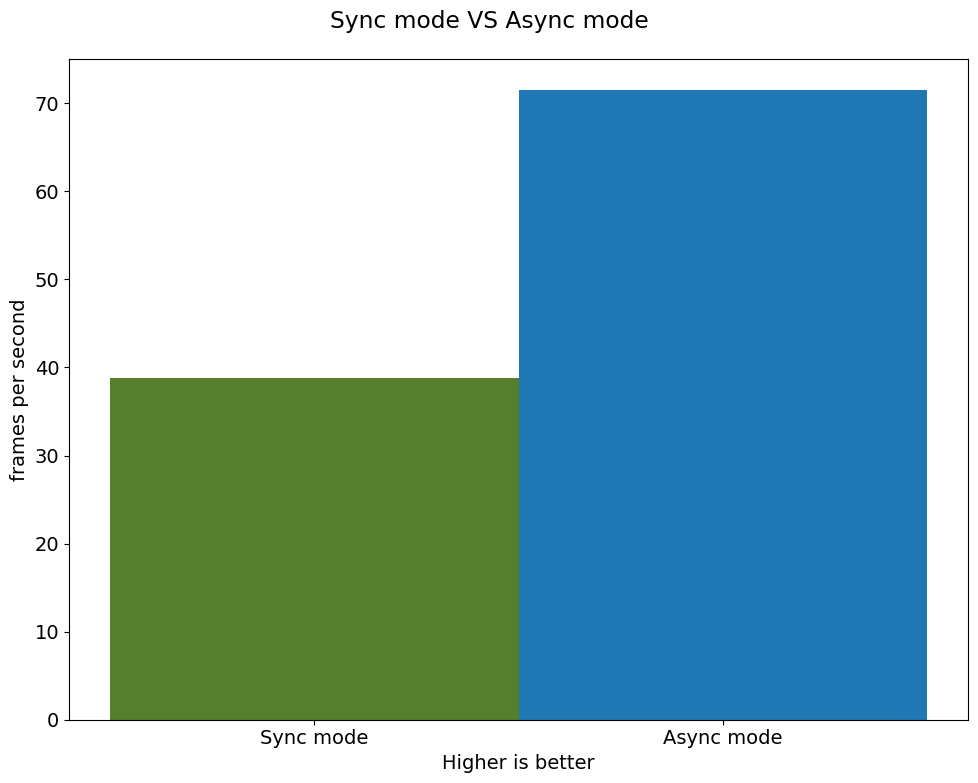 Sync mode VS Async mode
70
60
50
40
30
20
10
0
frames per second
Sync mode Async mode
Higher is better